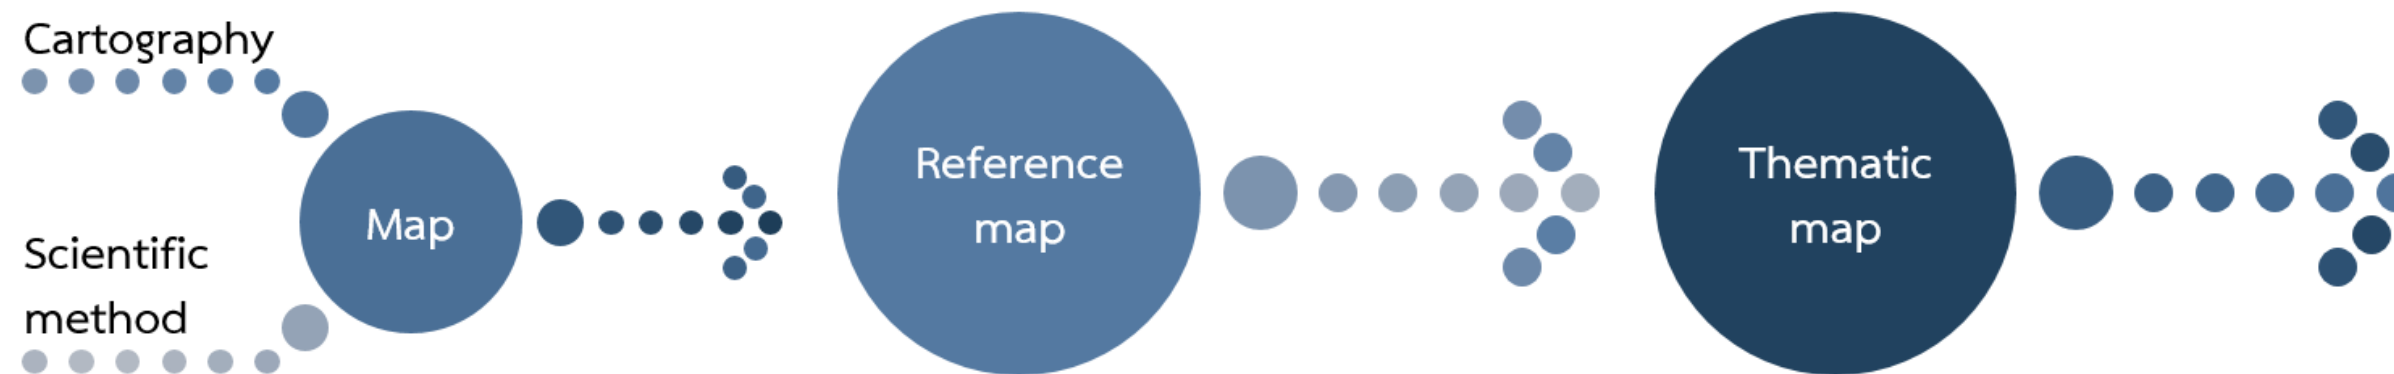 Cartography
Scientific
method
Map
Reference
map
Thematic
map